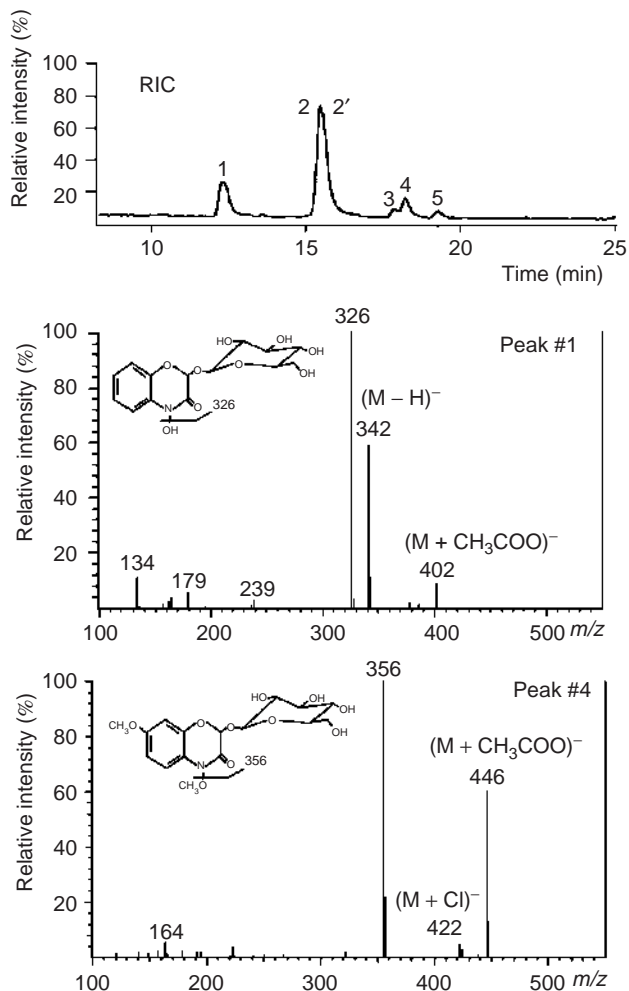 Relative intensity (%)
100
80
60
40
20
RIC
1
2 2′
3
4
5
10 15 20 25
Time (min)
Relative intensity (%)
100
80
60
40
20
326
Peak #1
(M – H)⁻
342
(M + CH₃COO)⁻
402
134
179
239
HO OH
OH
O
OH
O
O
N
O
OH
326
100 200 300 400 500 m/z
Relative intensity (%)
100
80
60
40
20
356
Peak #4
(M + CH₃COO)⁻
446
(M + Cl)⁻
422
164
HO OH
OH
O
OH
CH₃O
O
O
N
O
CH₃O
356
100 200 300 400 500 m/z